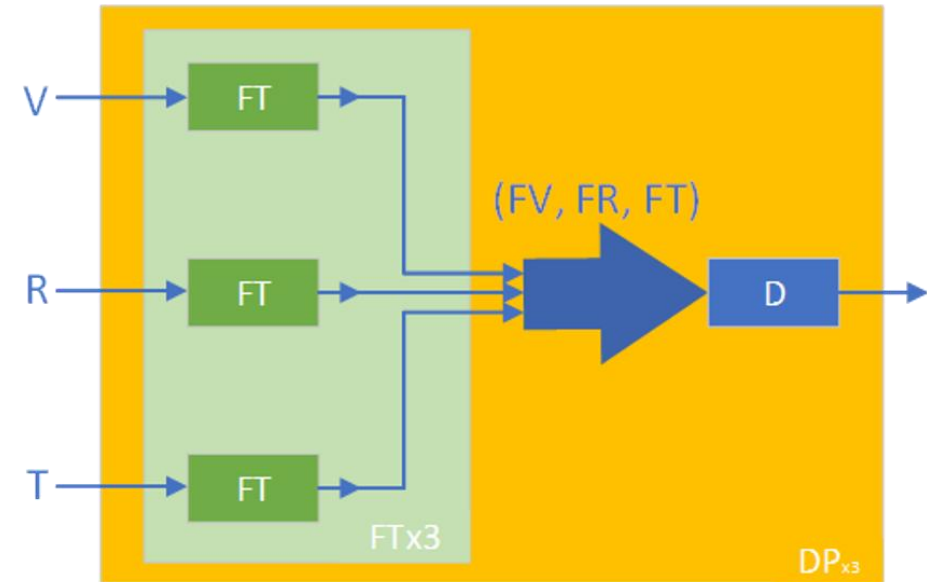 V
FT
(FV, FR, FT)
R
FT
D
T
FT
FTx3
DPx3